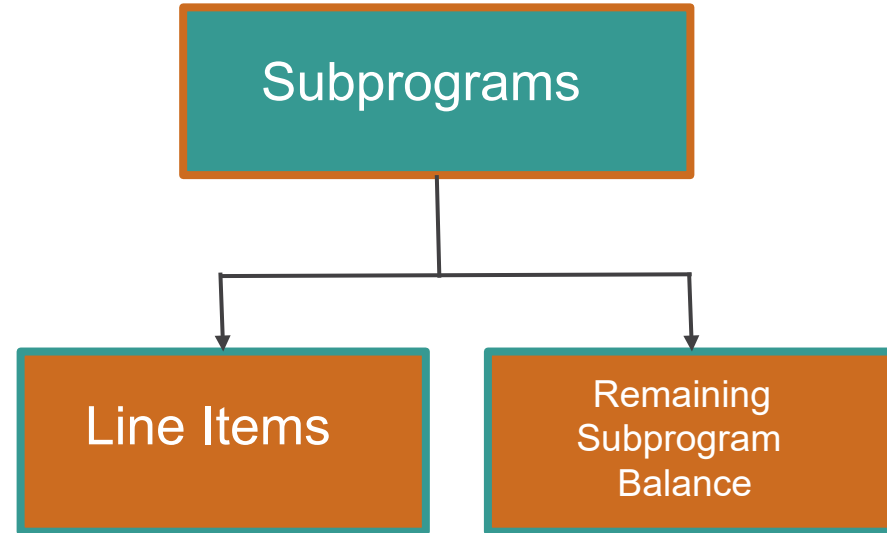 Subprograms
Line Items
Remaining
Subprogram
Balance